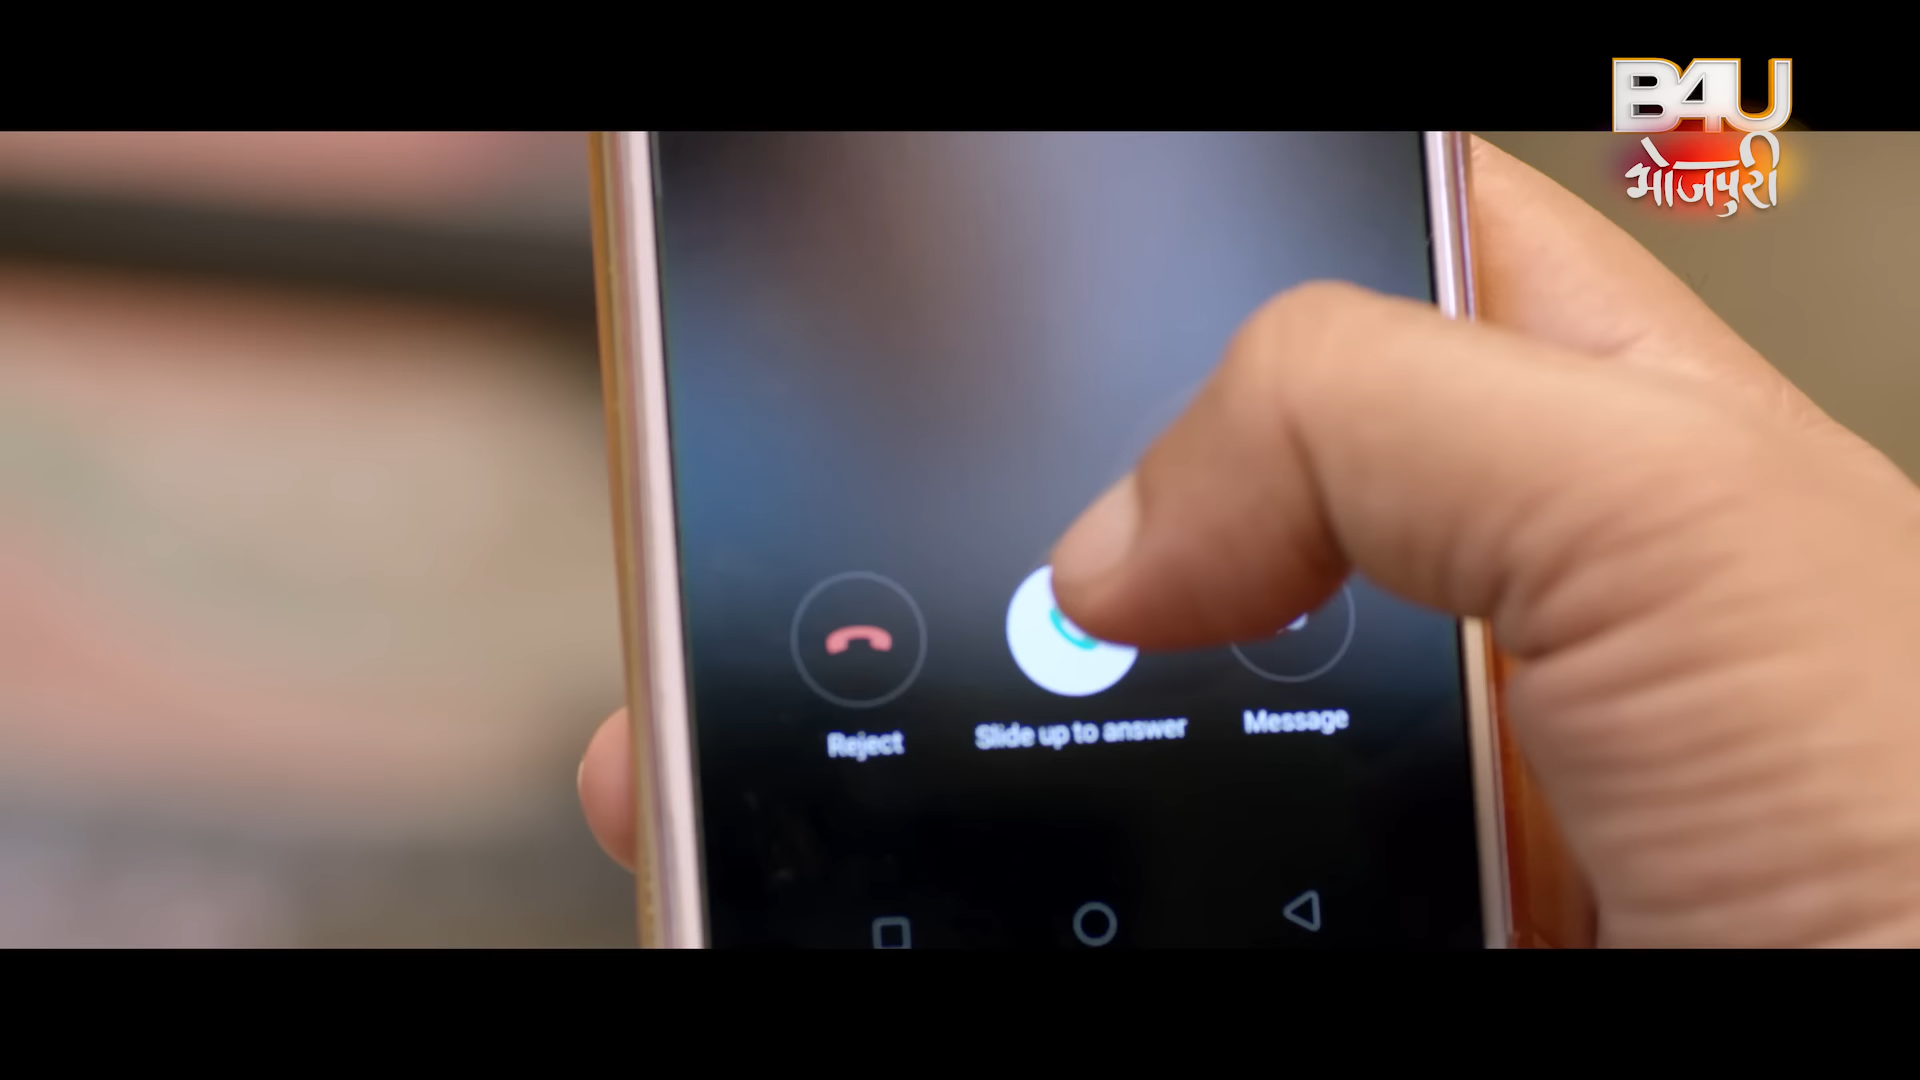 B4U
भोजपुरी
Reject
Slide up to answer
Message